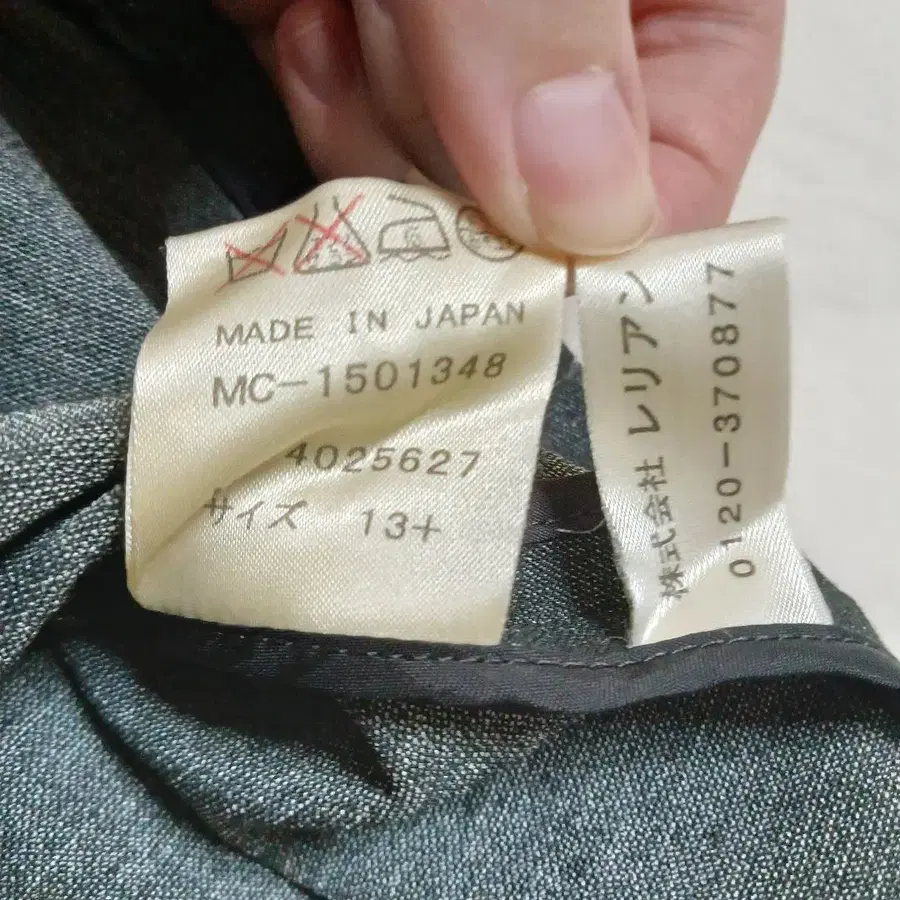 MADE IN JAPAN
MC-1501348
4025627
サイズ 13+
株式会社 レリアン
0120-370877